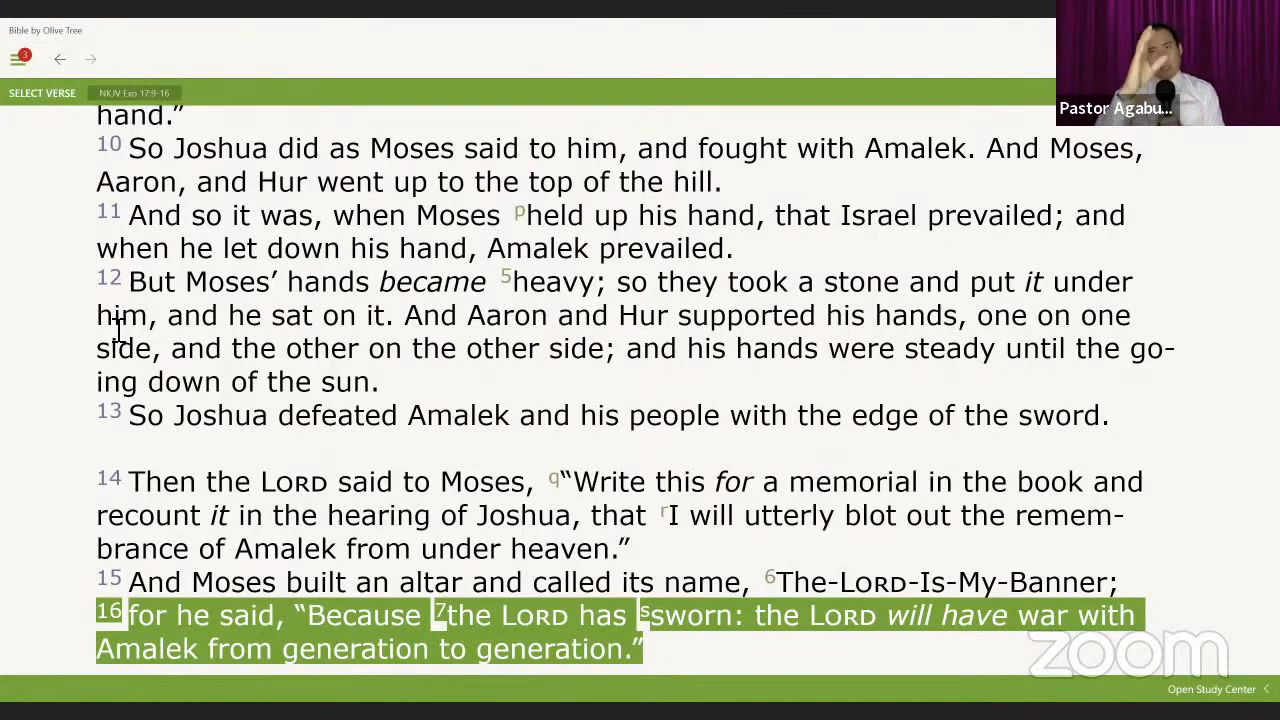 Bible by Olive Tree
3
SELECT VERSE NKJV Exo 17:9-16
hand.”
10 So Joshua did as Moses said to him, and fought with Amalek. And Moses,
Aaron, and Hur went up to the top of the hill.
11 And so it was, when Moses pheld up his hand, that Israel prevailed; and
when he let down his hand, Amalek prevailed.
12 But Moses’ hands became 5heavy; so they took a stone and put it under
him, and he sat on it. And Aaron and Hur supported his hands, one on one
side, and the other on the other side; and his hands were steady until the go-
ing down of the sun.
13 So Joshua defeated Amalek and his people with the edge of the sword.
14 Then the LORD said to Moses, q“Write this for a memorial in the book and
recount it in the hearing of Joshua, that rI will utterly blot out the remem-
brance of Amalek from under heaven.”
15 And Moses built an altar and called its name, 6The-LORD-Is-My-Banner;
16 for he said, “Because 7the LORD has ssworn: the LORD will have war with
Amalek from generation to generation.”
Pastor Agabu...
zoom
Open Study Center